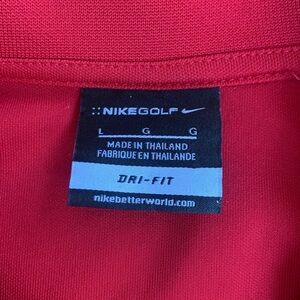 ::NIKEGOLF
L G G
MADE IN THAILAND
FABRIQUE EN THAILANDE
DRI-FIT
nikebetterworld.com